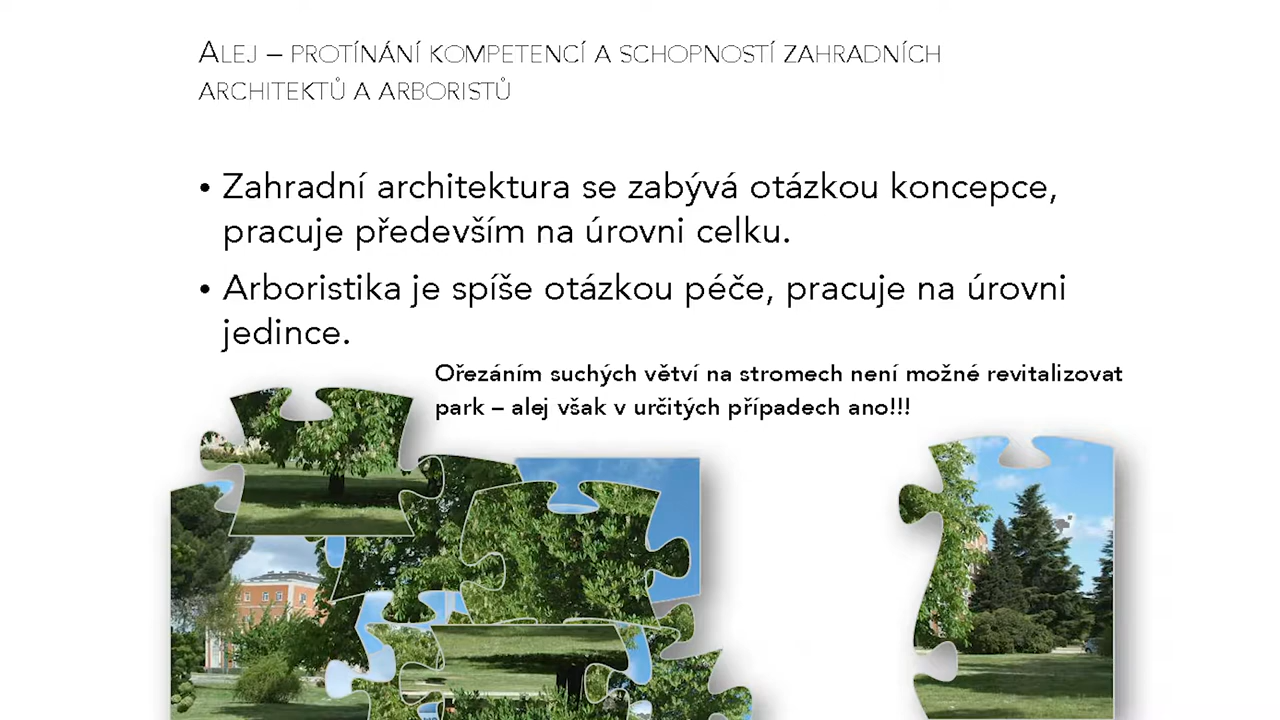 ALEJ – PROTÍNÁNÍ KOMPETENCÍ A SCHOPNOSTÍ ZAHRADNÍCH
ARCHITEKTŮ A ARBORISTŮ
• Zahradní architektura se zabývá otázkou koncepce,
pracuje především na úrovni celku.
• Arboristika je spíše otázkou péče, pracuje na úrovni
jedince.
Ořezáním suchých větví na stromech není možné revitalizovat
park – alej však v určitých případech ano!!!